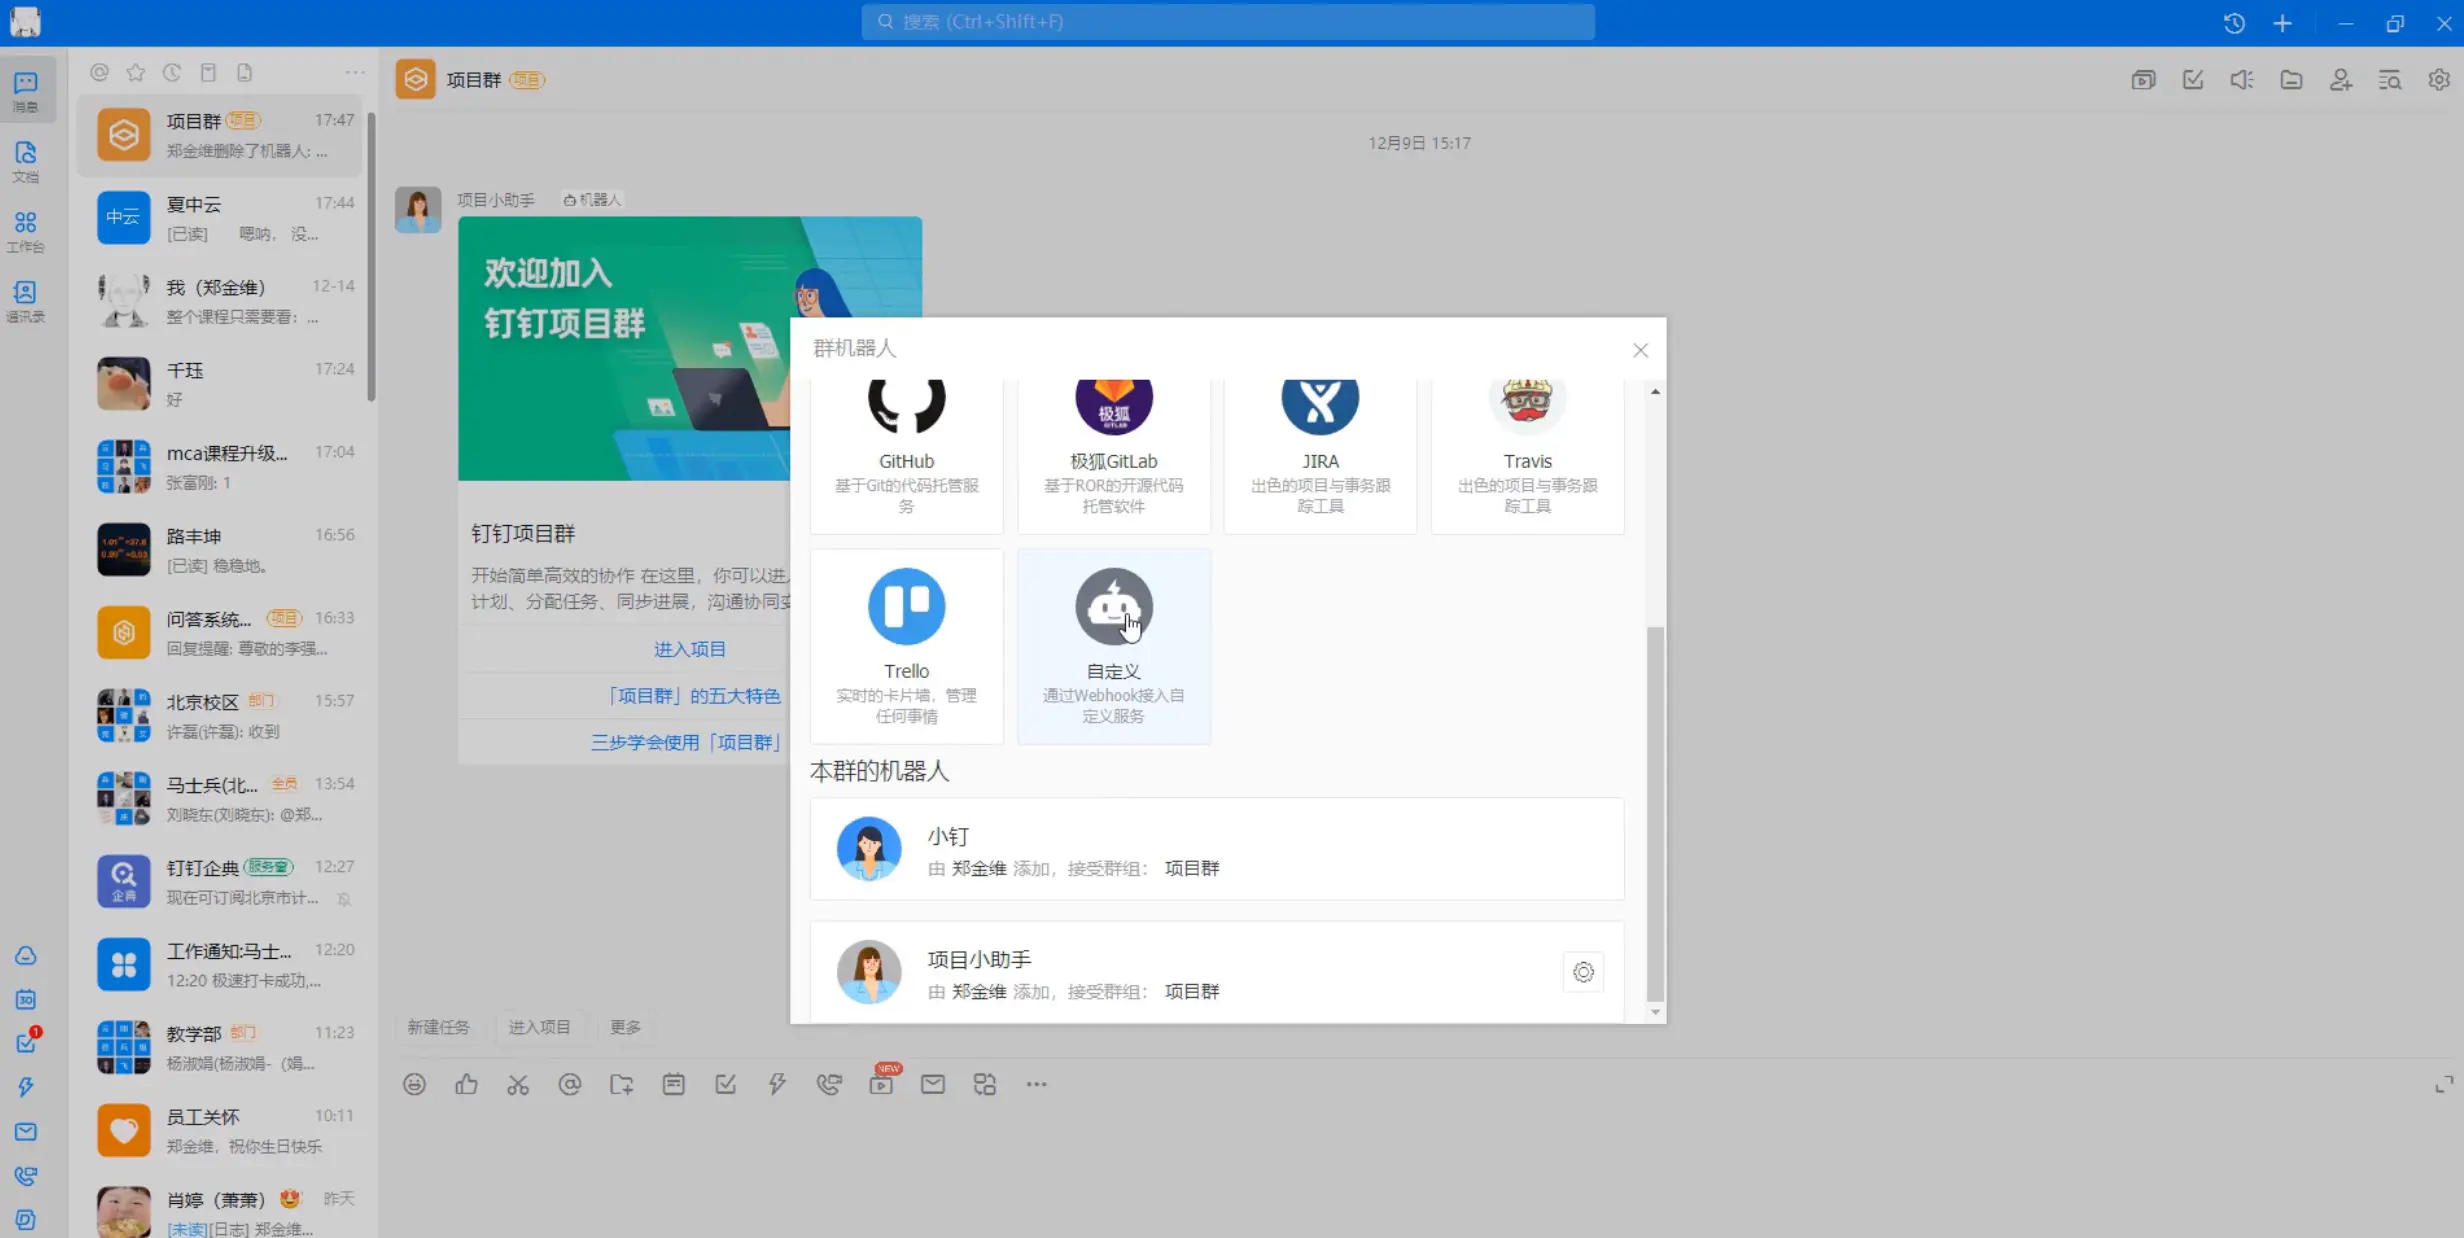 搜索 (Ctrl+Shift+F)
消息
文档
工作台
通讯录
30
1
项目群 项目 17:47
郑金维删除了机器人: ...
中云
夏中云 17:44
[已读] 嗯呐， 没...
我（郑金维） 12-14
整个课程只需要看： ...
千珏 17:24
好
mca课程升级... 17:04
张富刚: 1
路丰坤 16:56
[已读] 稳稳地。
问答系统... 项目 16:33
回复提醒: 尊敬的李强...
北京校区 部门 15:57
许磊(许磊): 收到
马士兵(北... 全员 13:54
刘晓东(刘晓东): @郑...
企典
钉钉企典 服务窗 12:27
现在可订阅北京市计...
工作通知:马士... 12:20
12:20 极速打卡成功,...
教学部 部门 11:23
杨淑娟(杨淑娟-（娟...
员工关怀 10:11
郑金维，祝你生日快乐
肖婷（萧萧） 昨天
[未读][日志] 郑金维...
项目群 项目
12月9日 15:17
项目小助手 机器人
欢迎加入
钉钉项目群
钉钉项目群
开始简单高效的协作 在这里，你可以进
计划、分配任务、同步进展，沟通协同
进入项目
「项目群」的五大特色
三步学会使用「项目群」
新建任务 进入项目 更多
NEW
群机器人
极狐
GITLAB
GitHub
基于Git的代码托管服
务
极狐GitLab
基于ROR的开源代码
托管软件
JIRA
出色的项目与事务跟
踪工具
Travis
出色的项目与事务跟
踪工具
Trello
实时的卡片墙，管理
任何事情
自定义
通过Webhook接入自
定义服务
本群的机器人
小钉
由 郑金维 添加，接受群组： 项目群
项目小助手
由 郑金维 添加，接受群组： 项目群